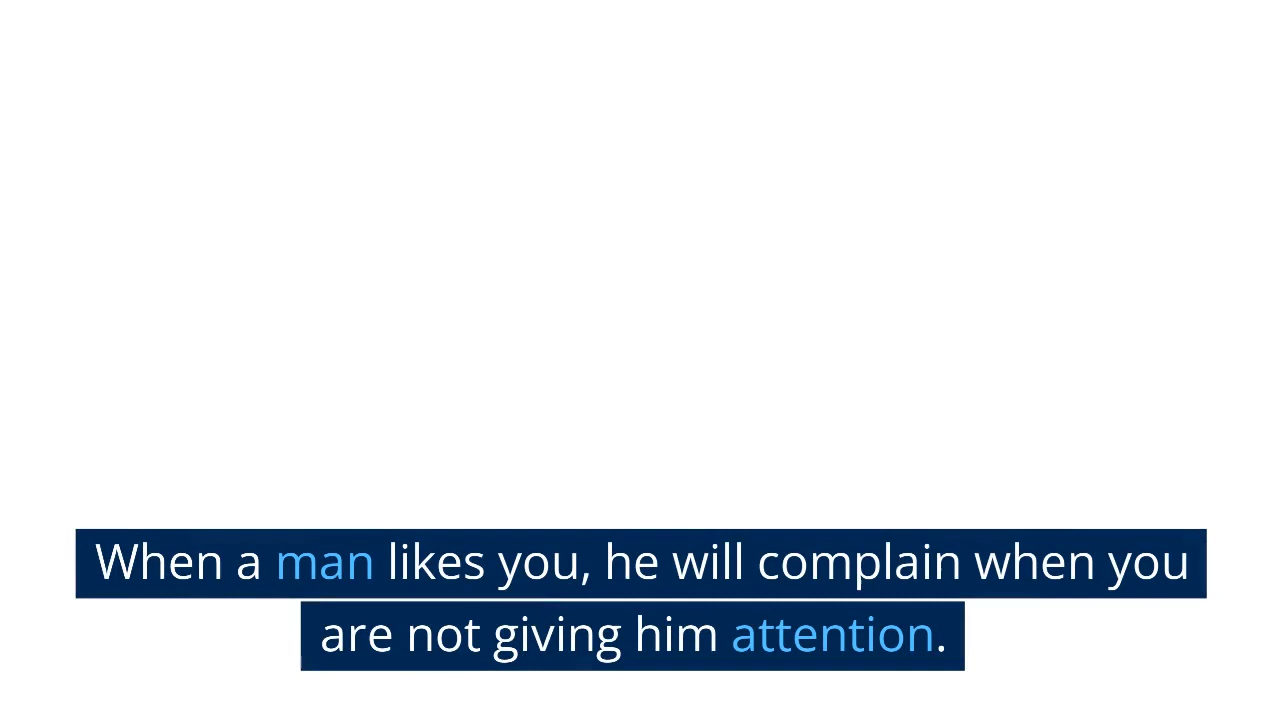 When a man likes you, he will complain when you
are not giving him attention.